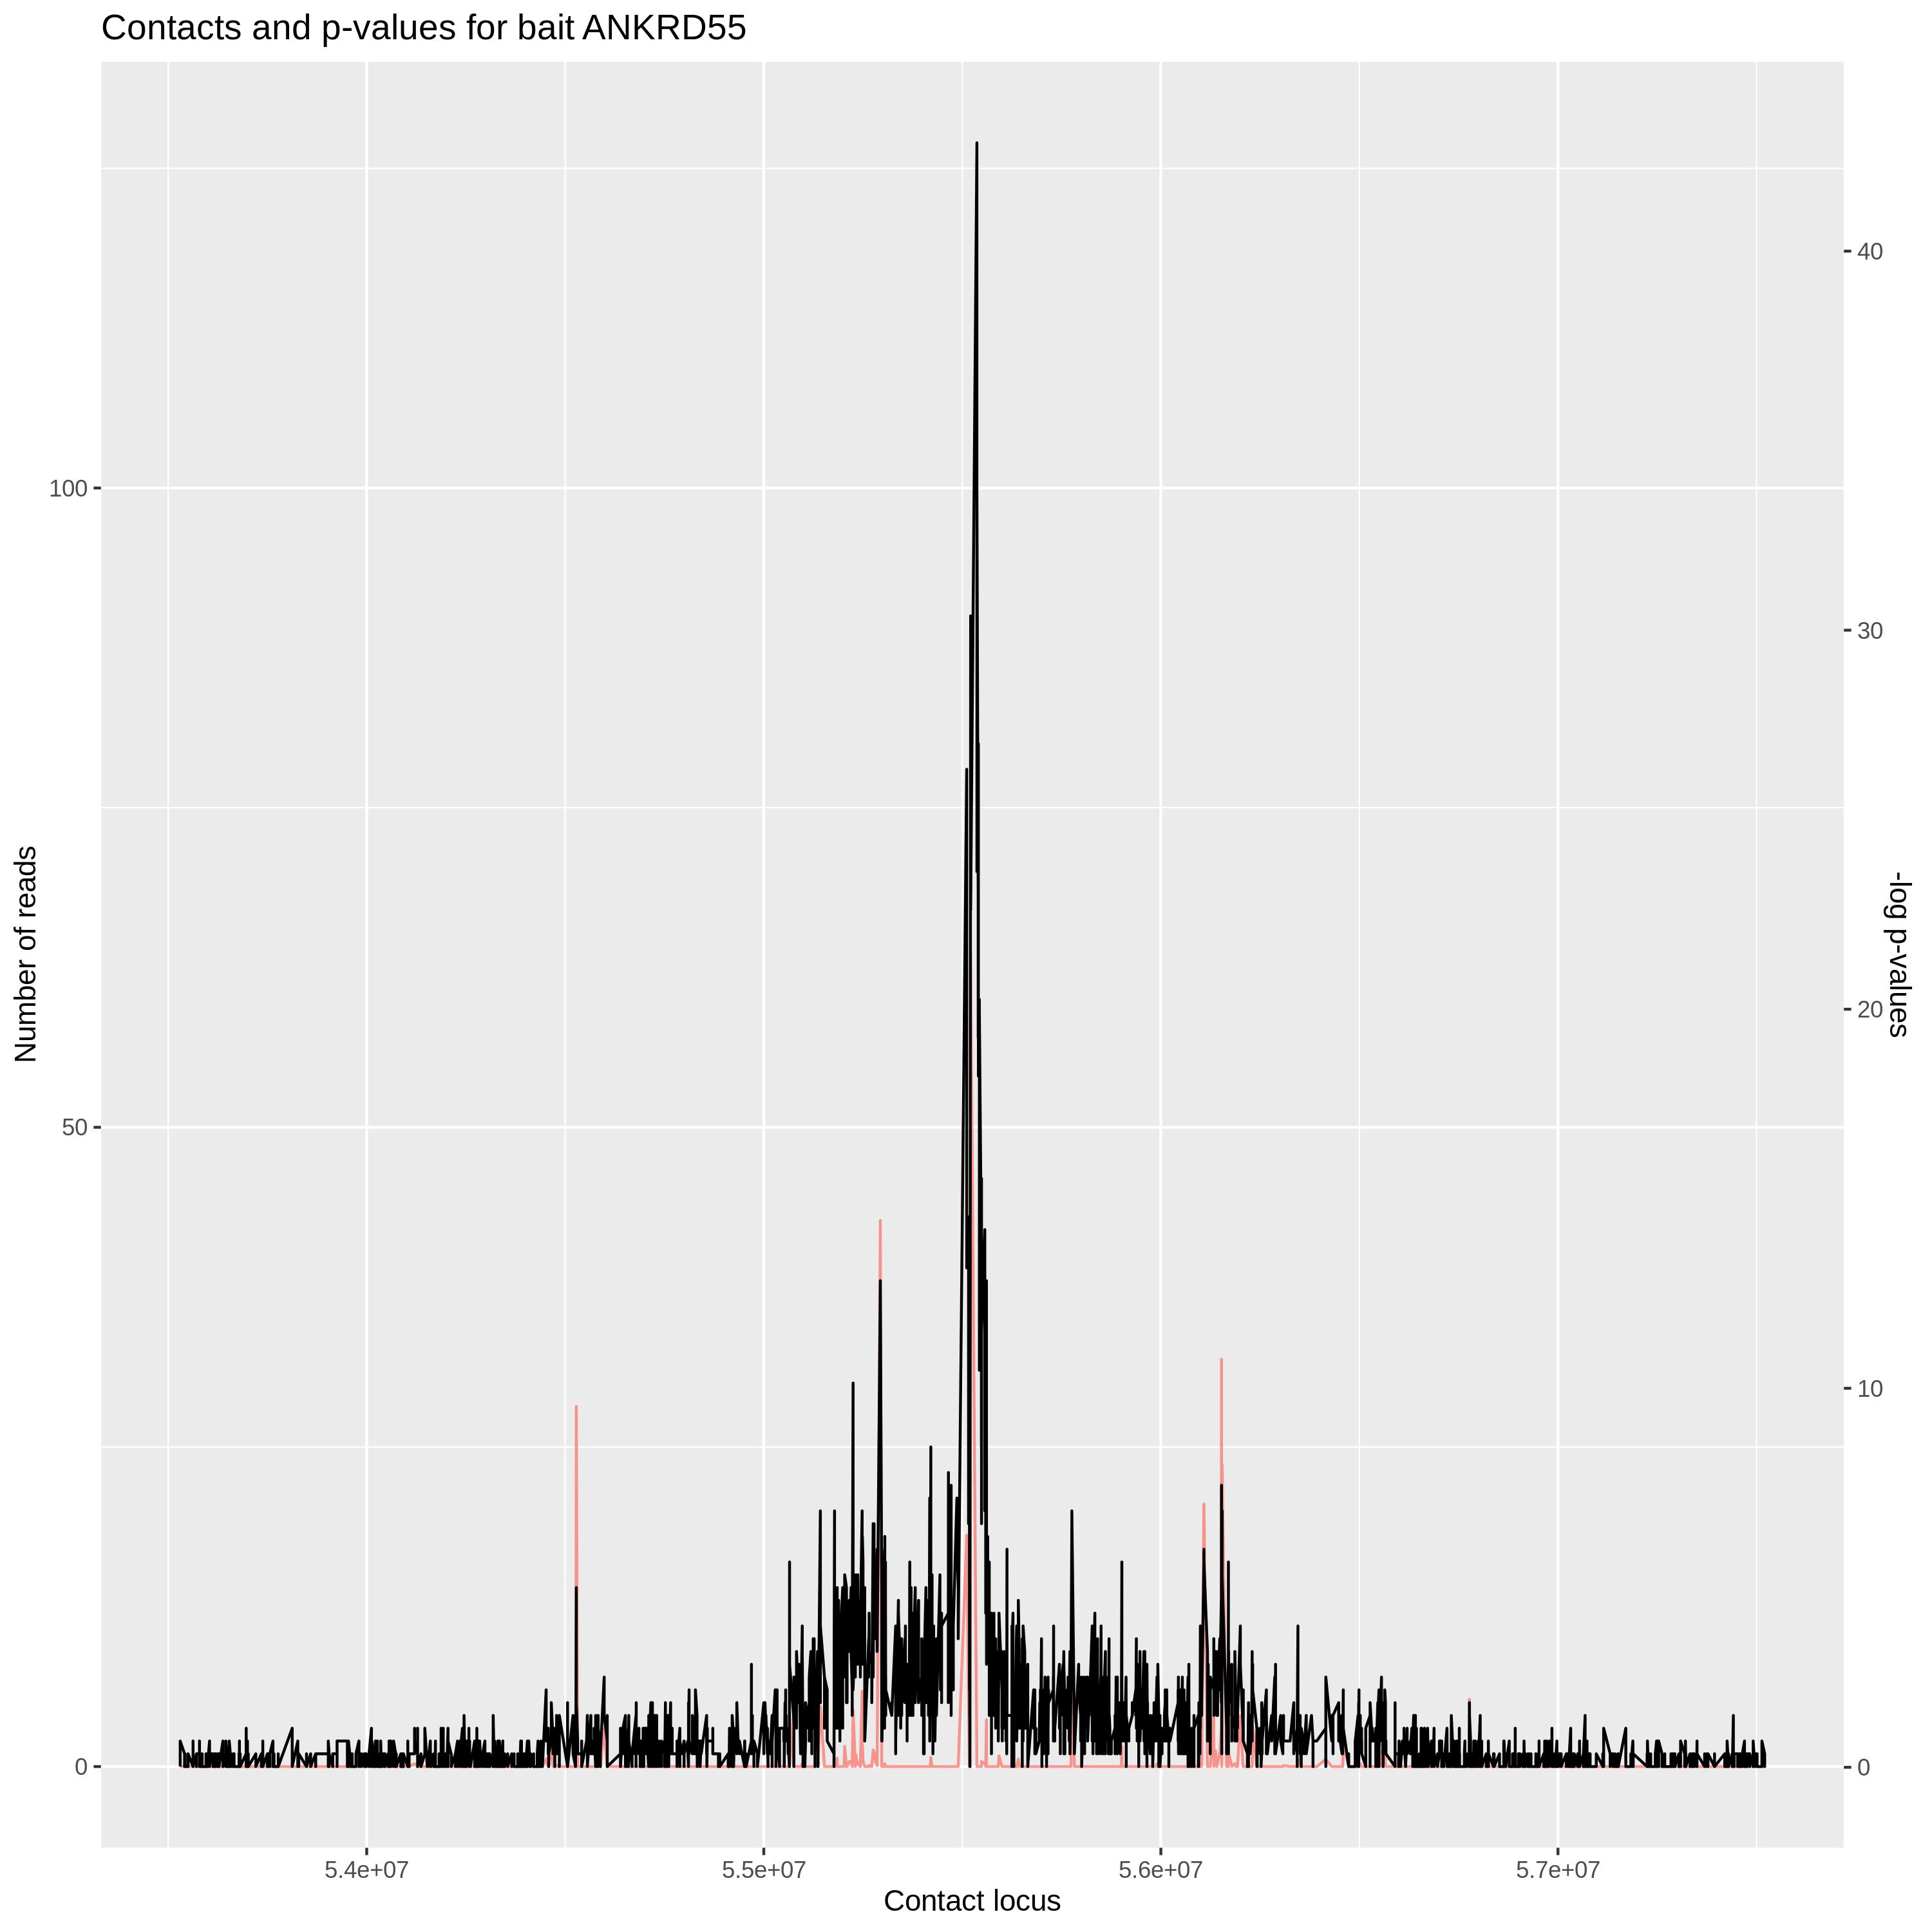 Contacts and p-values for bait ANKRD55
100
50
0
Number of reads
40
30
20
10
0
-log p-values
5.4e+07
5.5e+07
5.6e+07
5.7e+07
Contact locus